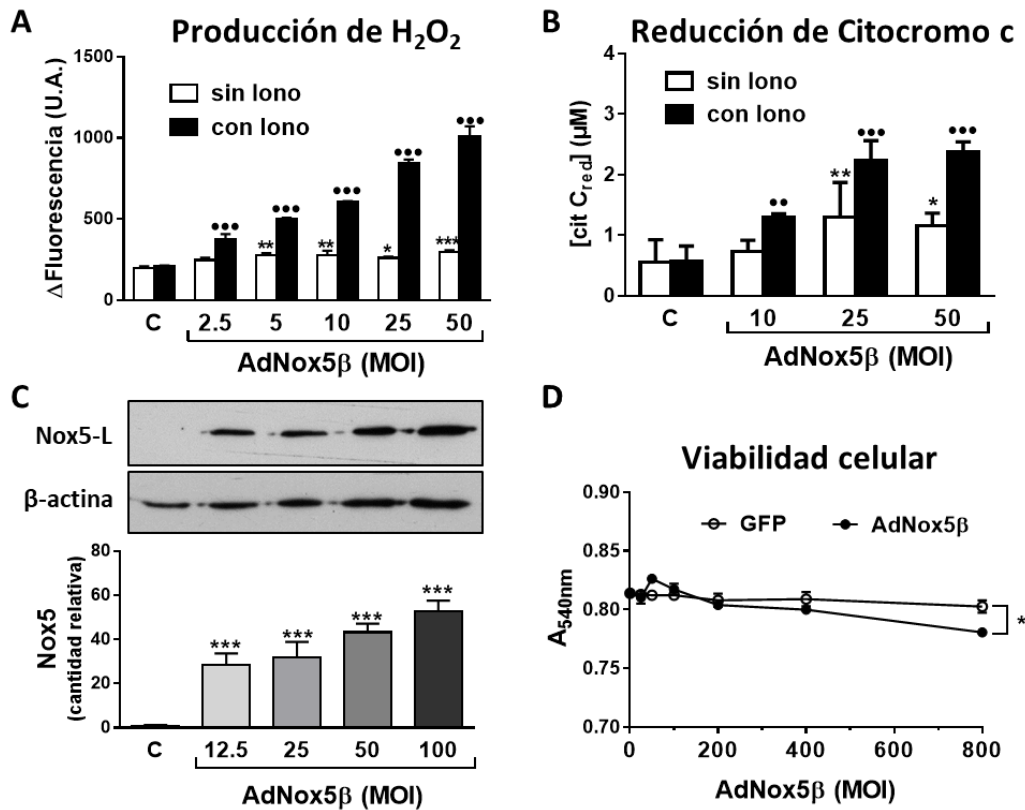 A
Producción de H₂O₂
ΔFluorescencia (U.A.)
1500
1000
500
0
sin Iono
con Iono
•••
•••
•••
•••
•••
**
**
*
***
C
2.5
5
10
25
50
AdNox5β (MOI)
B
Reducción de Citocromo c
[cit C_red] (μM)
4
3
2
1
0
sin Iono
con Iono
••
**
•••
*
•••
C
10
25
50
AdNox5β (MOI)
C
Nox5-L
β-actina
Nox5
(cantidad relativa)
80
60
40
20
0
***
***
***
***
C
12.5
25
50
100
AdNox5β (MOI)
D
Viabilidad celular
A540nm
0.90
0.85
0.80
0.75
0.70
GFP
AdNox5β
*
0
200
400
600
800
AdNox5β (MOI)